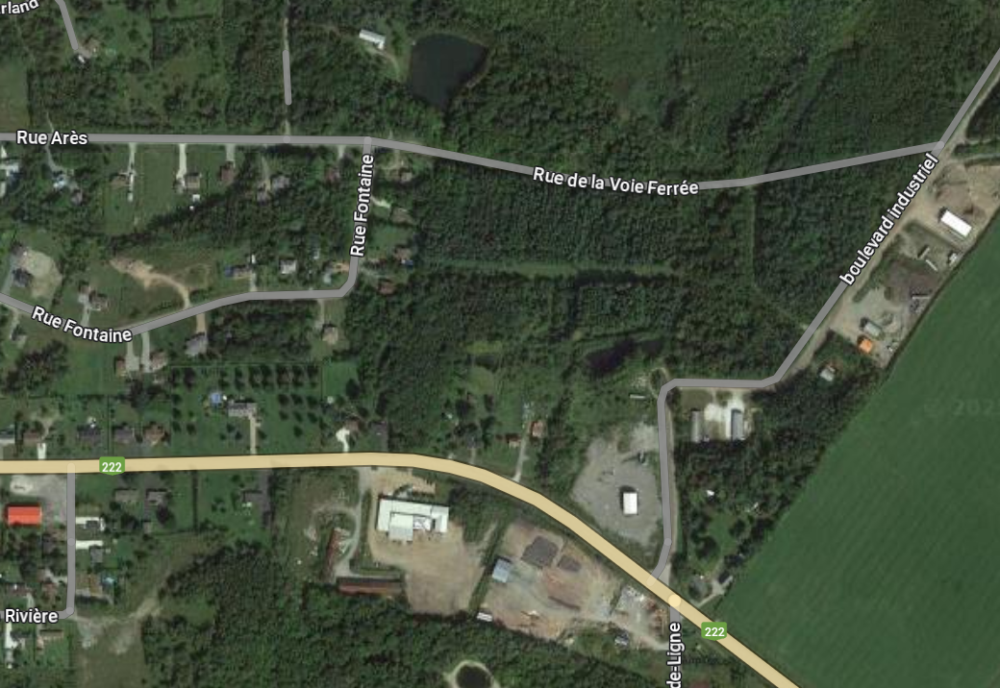 rland
Rue Arès
Rue Fontaine
Rue de la Voie Ferrée
boulevard industriel
Rue Fontaine
222
Rivière
222
de-Ligne